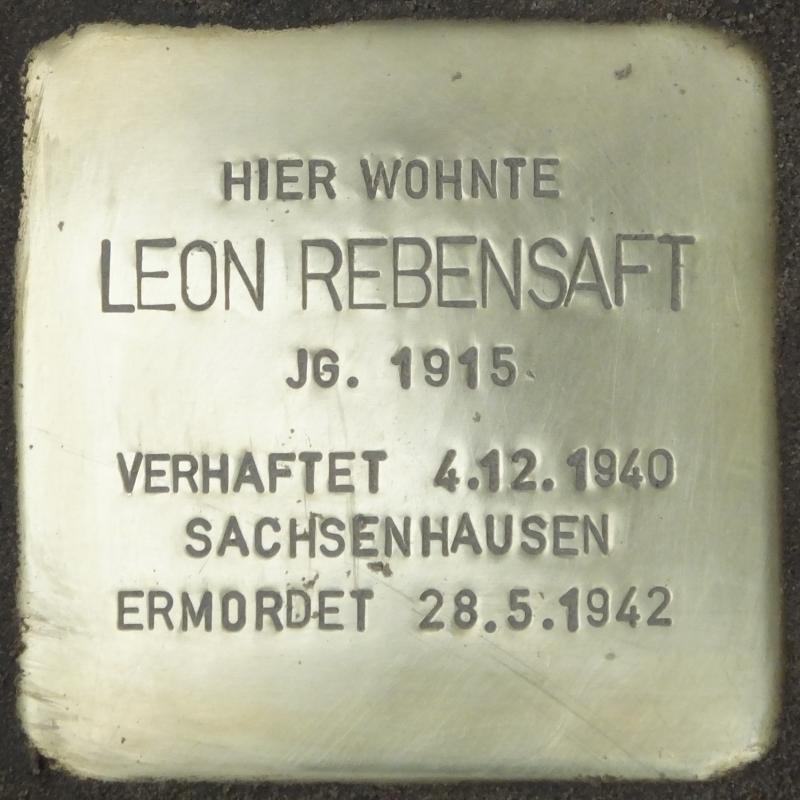 HIER WOHNTE
LEON REBENSAFT
JG. 1915
VERHAFTET 4.12.1940
SACHSENHAUSEN
ERMORDET 28.5.1942